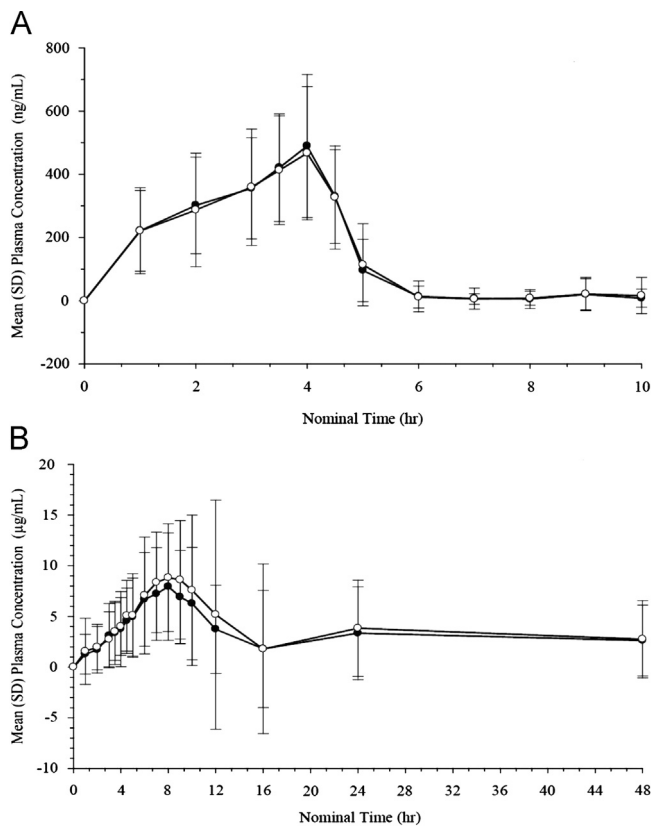 A
Mean (SD) Plasma Concentration (ng/mL)
800
600
400
200
0
-200
0 2 4 6 8 10
Nominal Time (hr)
B
Mean (SD) Plasma Concentration (µg/mL)
20
15
10
5
0
-5
-10
0 4 8 12 16 20 24 28 32 36 40 44 48
Nominal Time (hr)